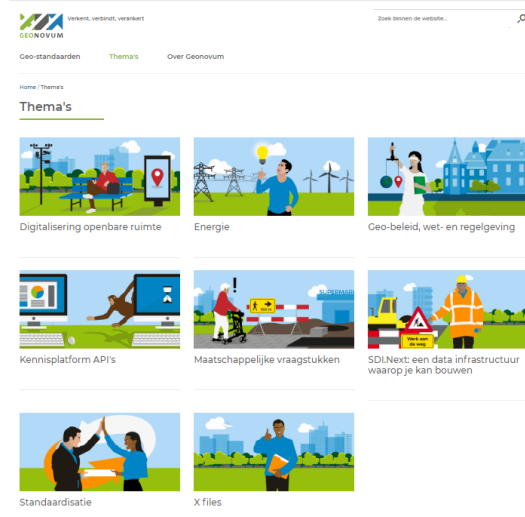 GEONOVUM
Verkent, verbindt, verankert
Zoek binnen de website...
Geo-standaarden
Thema's
Over Geonovum
Home / Thema's
Thema's
Digitalisering openbare ruimte
Energie
Geo-beleid, wet- en regelgeving
SUPERMAR
Werk aan
de weg
Kennisplatform API's
Maatschappelijke vraagstukken
SDI.Next: een data infrastructuur
waarop je kan bouwen
Standaardisatie
X files